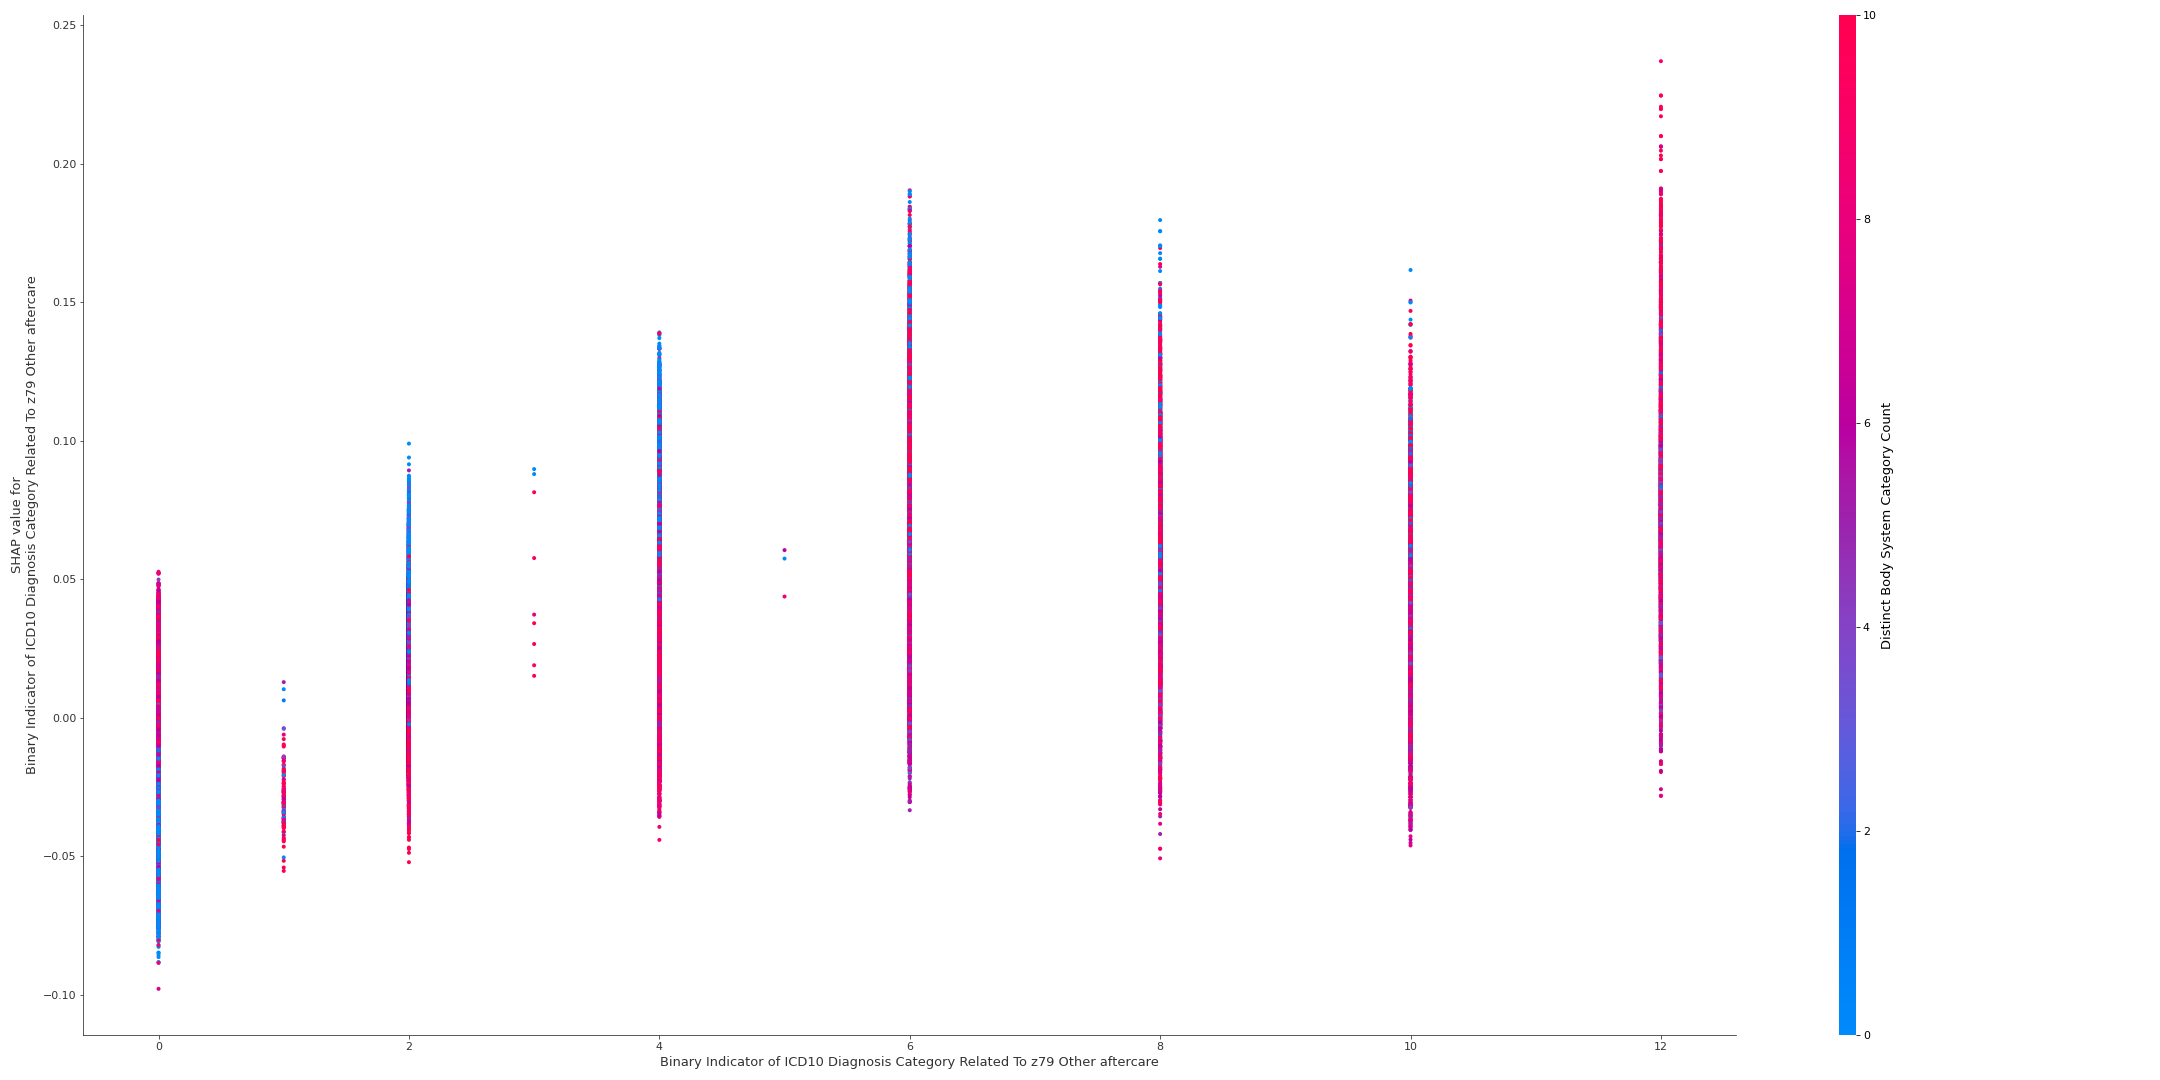 0.25
0.20
0.15
0.10
0.05
0.00
−0.05
−0.10
SHAP value for
Binary Indicator of ICD10 Diagnosis Category Related To z79 Other aftercare
0 2 4 6 8 10 12
Binary Indicator of ICD10 Diagnosis Category Related To z79 Other aftercare
10
8
6
4
2
0
Distinct Body System Category Count